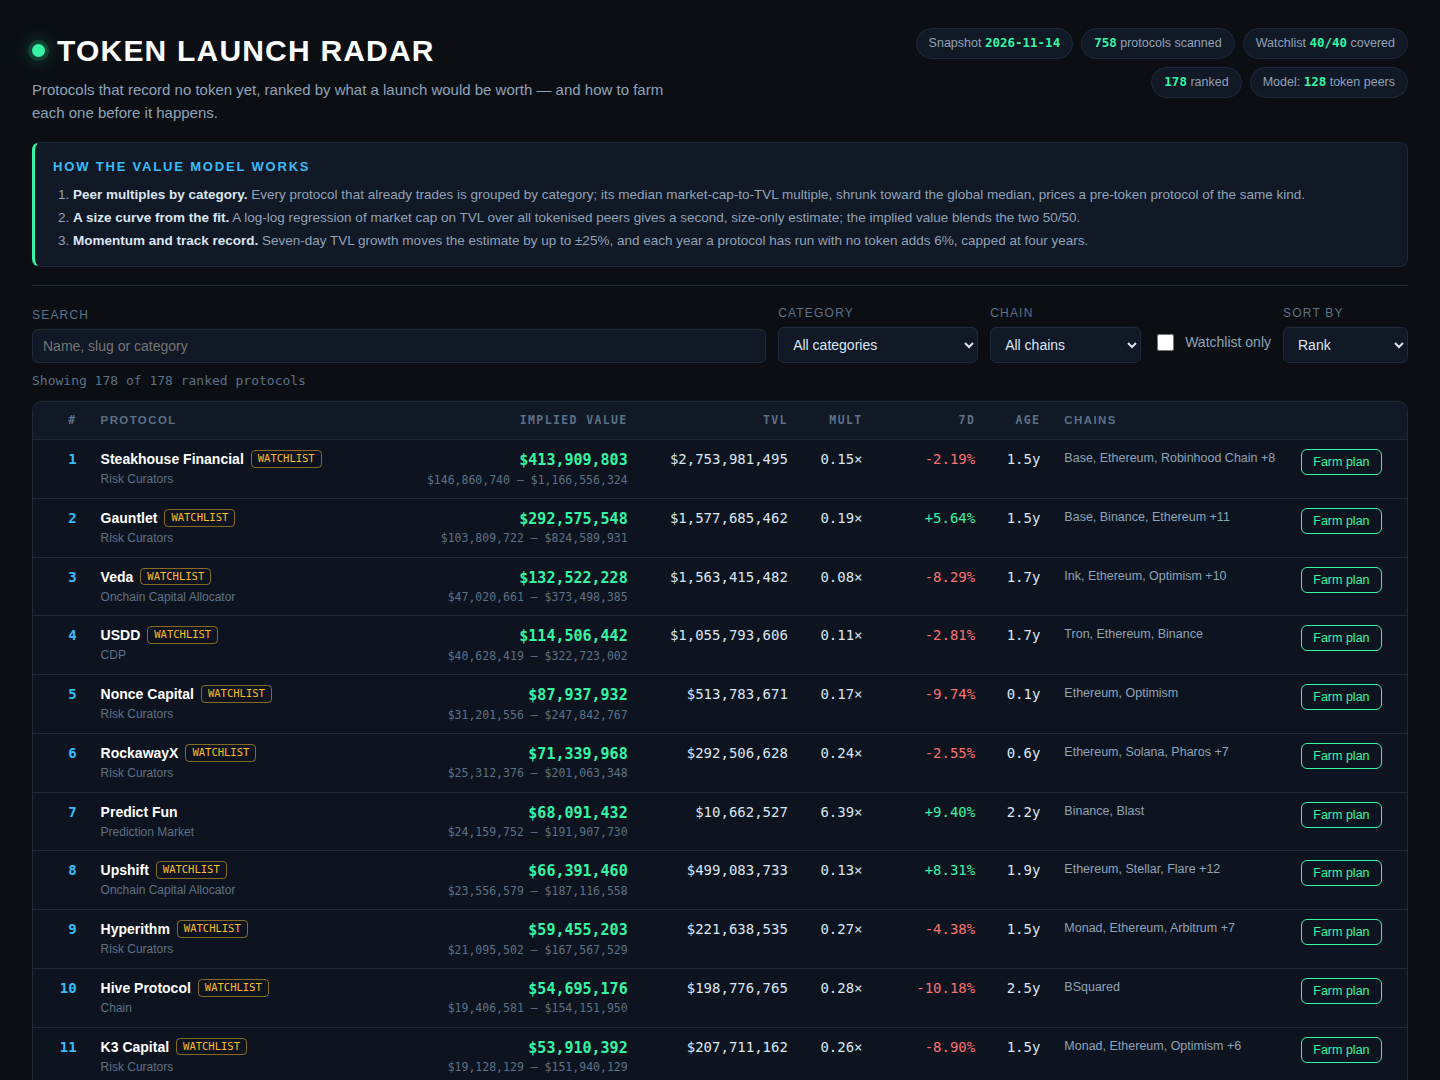 TOKEN LAUNCH RADAR
Protocols that record no token yet, ranked by what a launch would be worth — and how to farm
each one before it happens.
Snapshot 2026-11-14
758 protocols scanned
Watchlist 40/40 covered
178 ranked
Model: 128 token peers
HOW THE VALUE MODEL WORKS
1. Peer multiples by category. Every protocol that already trades is grouped by category; its median market-cap-to-TVL multiple, shrunk toward the global median, prices a pre-token protocol of the same kind.
2. A size curve from the fit. A log-log regression of market cap on TVL over all tokenised peers gives a second, size-only estimate; the implied value blends the two 50/50.
3. Momentum and track record. Seven-day TVL growth moves the estimate by up to ±25%, and each year a protocol has run with no token adds 6%, capped at four years.
SEARCH
Name, slug or category
CATEGORY
All categories
CHAIN
All chains
Watchlist only
SORT BY
Rank
Showing 178 of 178 ranked protocols
# PROTOCOL IMPLIED VALUE TVL MULT 7D AGE CHAINS
1 Steakhouse Financial WATCHLIST $413,909,803 $2,753,981,495 0.15× -2.19% 1.5y Base, Ethereum, Robinhood Chain +8 Farm plan
Risk Curators $146,860,740 — $1,166,556,324
2 Gauntlet WATCHLIST $292,575,548 $1,577,685,462 0.19× +5.64% 1.5y Base, Binance, Ethereum +11 Farm plan
Risk Curators $103,809,722 — $824,589,931
3 Veda WATCHLIST $132,522,228 $1,563,415,482 0.08× -8.29% 1.7y Ink, Ethereum, Optimism +10 Farm plan
Onchain Capital Allocator $47,020,661 — $373,498,385
4 USDD WATCHLIST $114,506,442 $1,055,793,606 0.11× -2.81% 1.7y Tron, Ethereum, Binance Farm plan
CDP $40,628,419 — $322,723,002
5 Nonce Capital WATCHLIST $87,937,932 $513,783,671 0.17× -9.74% 0.1y Ethereum, Optimism Farm plan
Risk Curators $31,201,556 — $247,842,767
6 RockawayX WATCHLIST $71,339,968 $292,506,628 0.24× -2.55% 0.6y Ethereum, Solana, Pharos +7 Farm plan
Risk Curators $25,312,376 — $201,063,348
7 Predict Fun $68,091,432 $10,662,527 6.39× +9.40% 2.2y Binance, Blast Farm plan
Prediction Market $24,159,752 — $191,907,730
8 Upshift WATCHLIST $66,391,460 $499,083,733 0.13× +8.31% 1.9y Ethereum, Stellar, Flare +12 Farm plan
Onchain Capital Allocator $23,556,579 — $187,116,558
9 Hyperithm WATCHLIST $59,455,203 $221,638,535 0.27× -4.38% 1.5y Monad, Ethereum, Arbitrum +7 Farm plan
Risk Curators $21,095,502 — $167,567,529
10 Hive Protocol WATCHLIST $54,695,176 $198,776,765 0.28× -10.18% 2.5y BSquared Farm plan
Chain $19,406,581 — $154,151,950
11 K3 Capital WATCHLIST $53,910,392 $207,711,162 0.26× -8.90% 1.5y Monad, Ethereum, Optimism +6 Farm plan
Risk Curators $19,128,129 — $151,940,129